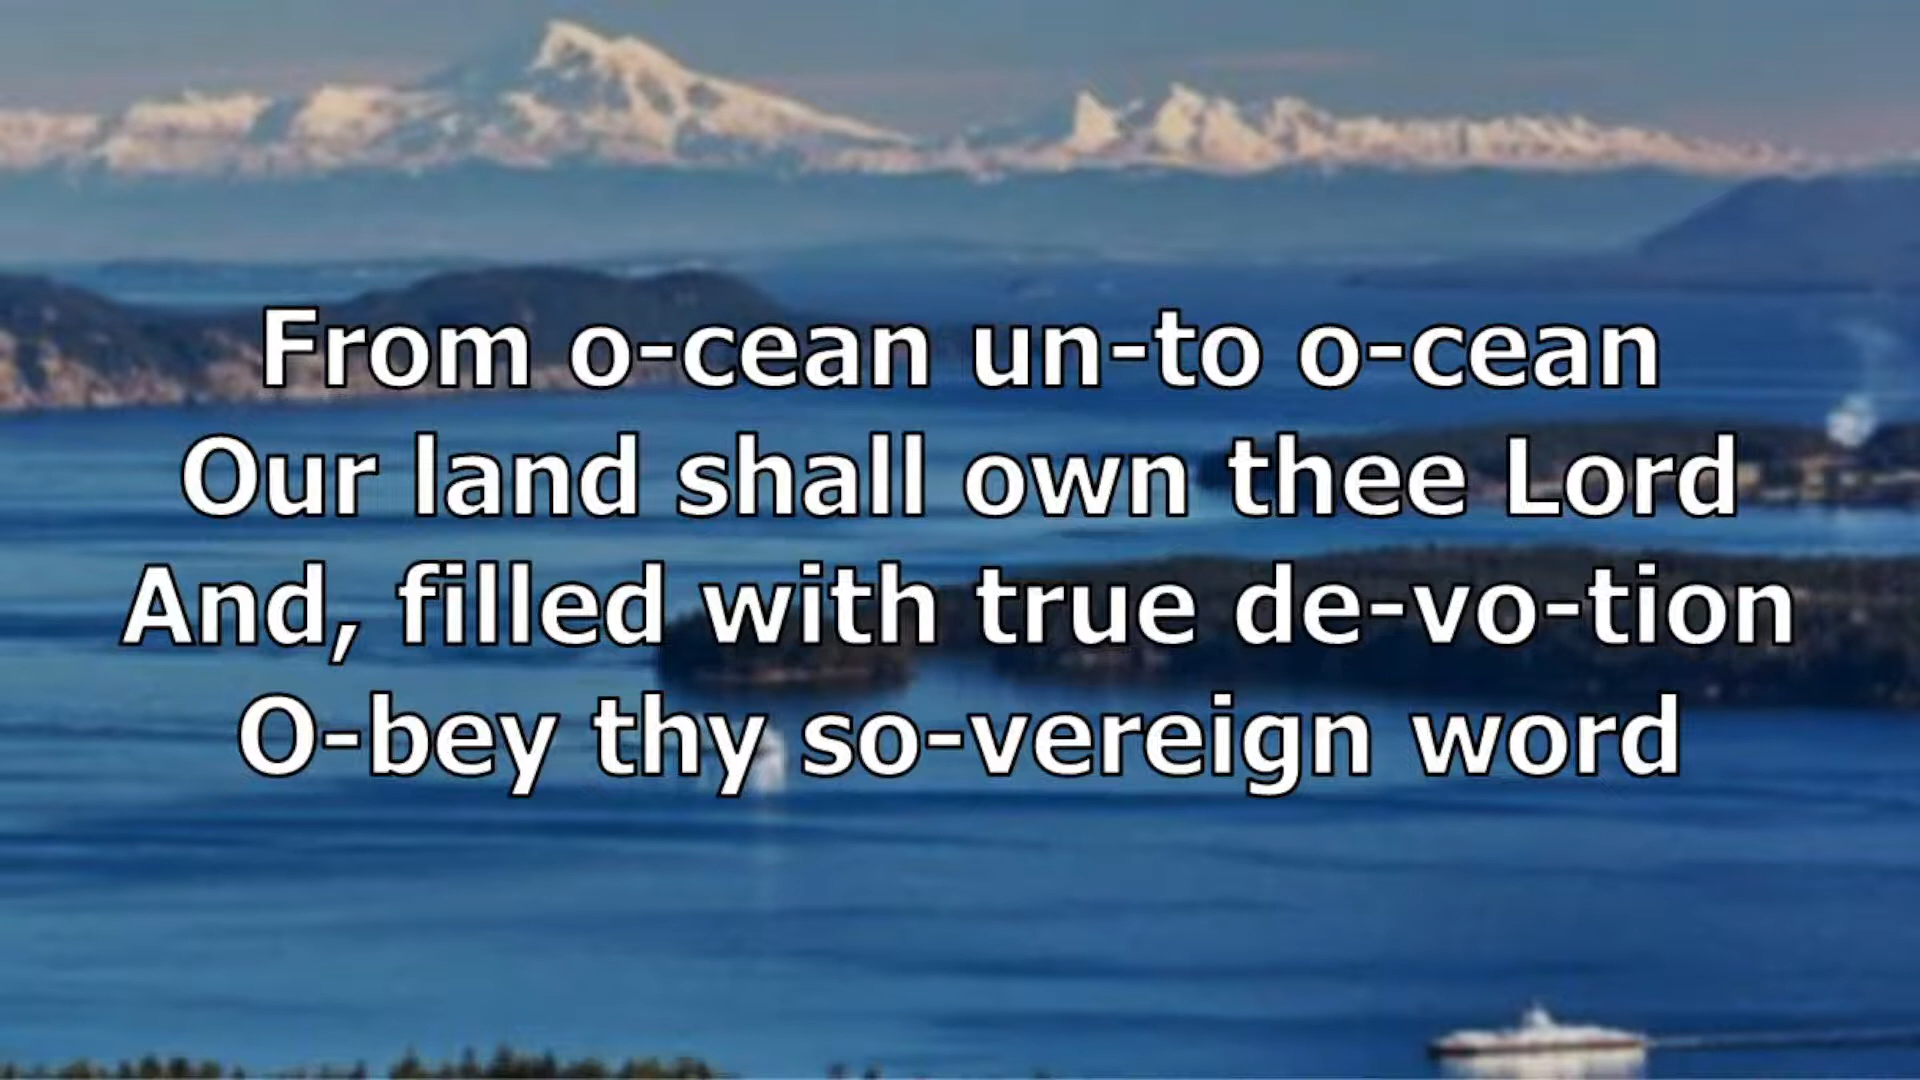 From o-cean un-to o-cean
Our land shall own thee Lord
And, filled with true de-vo-tion
O-bey thy so-vereign word